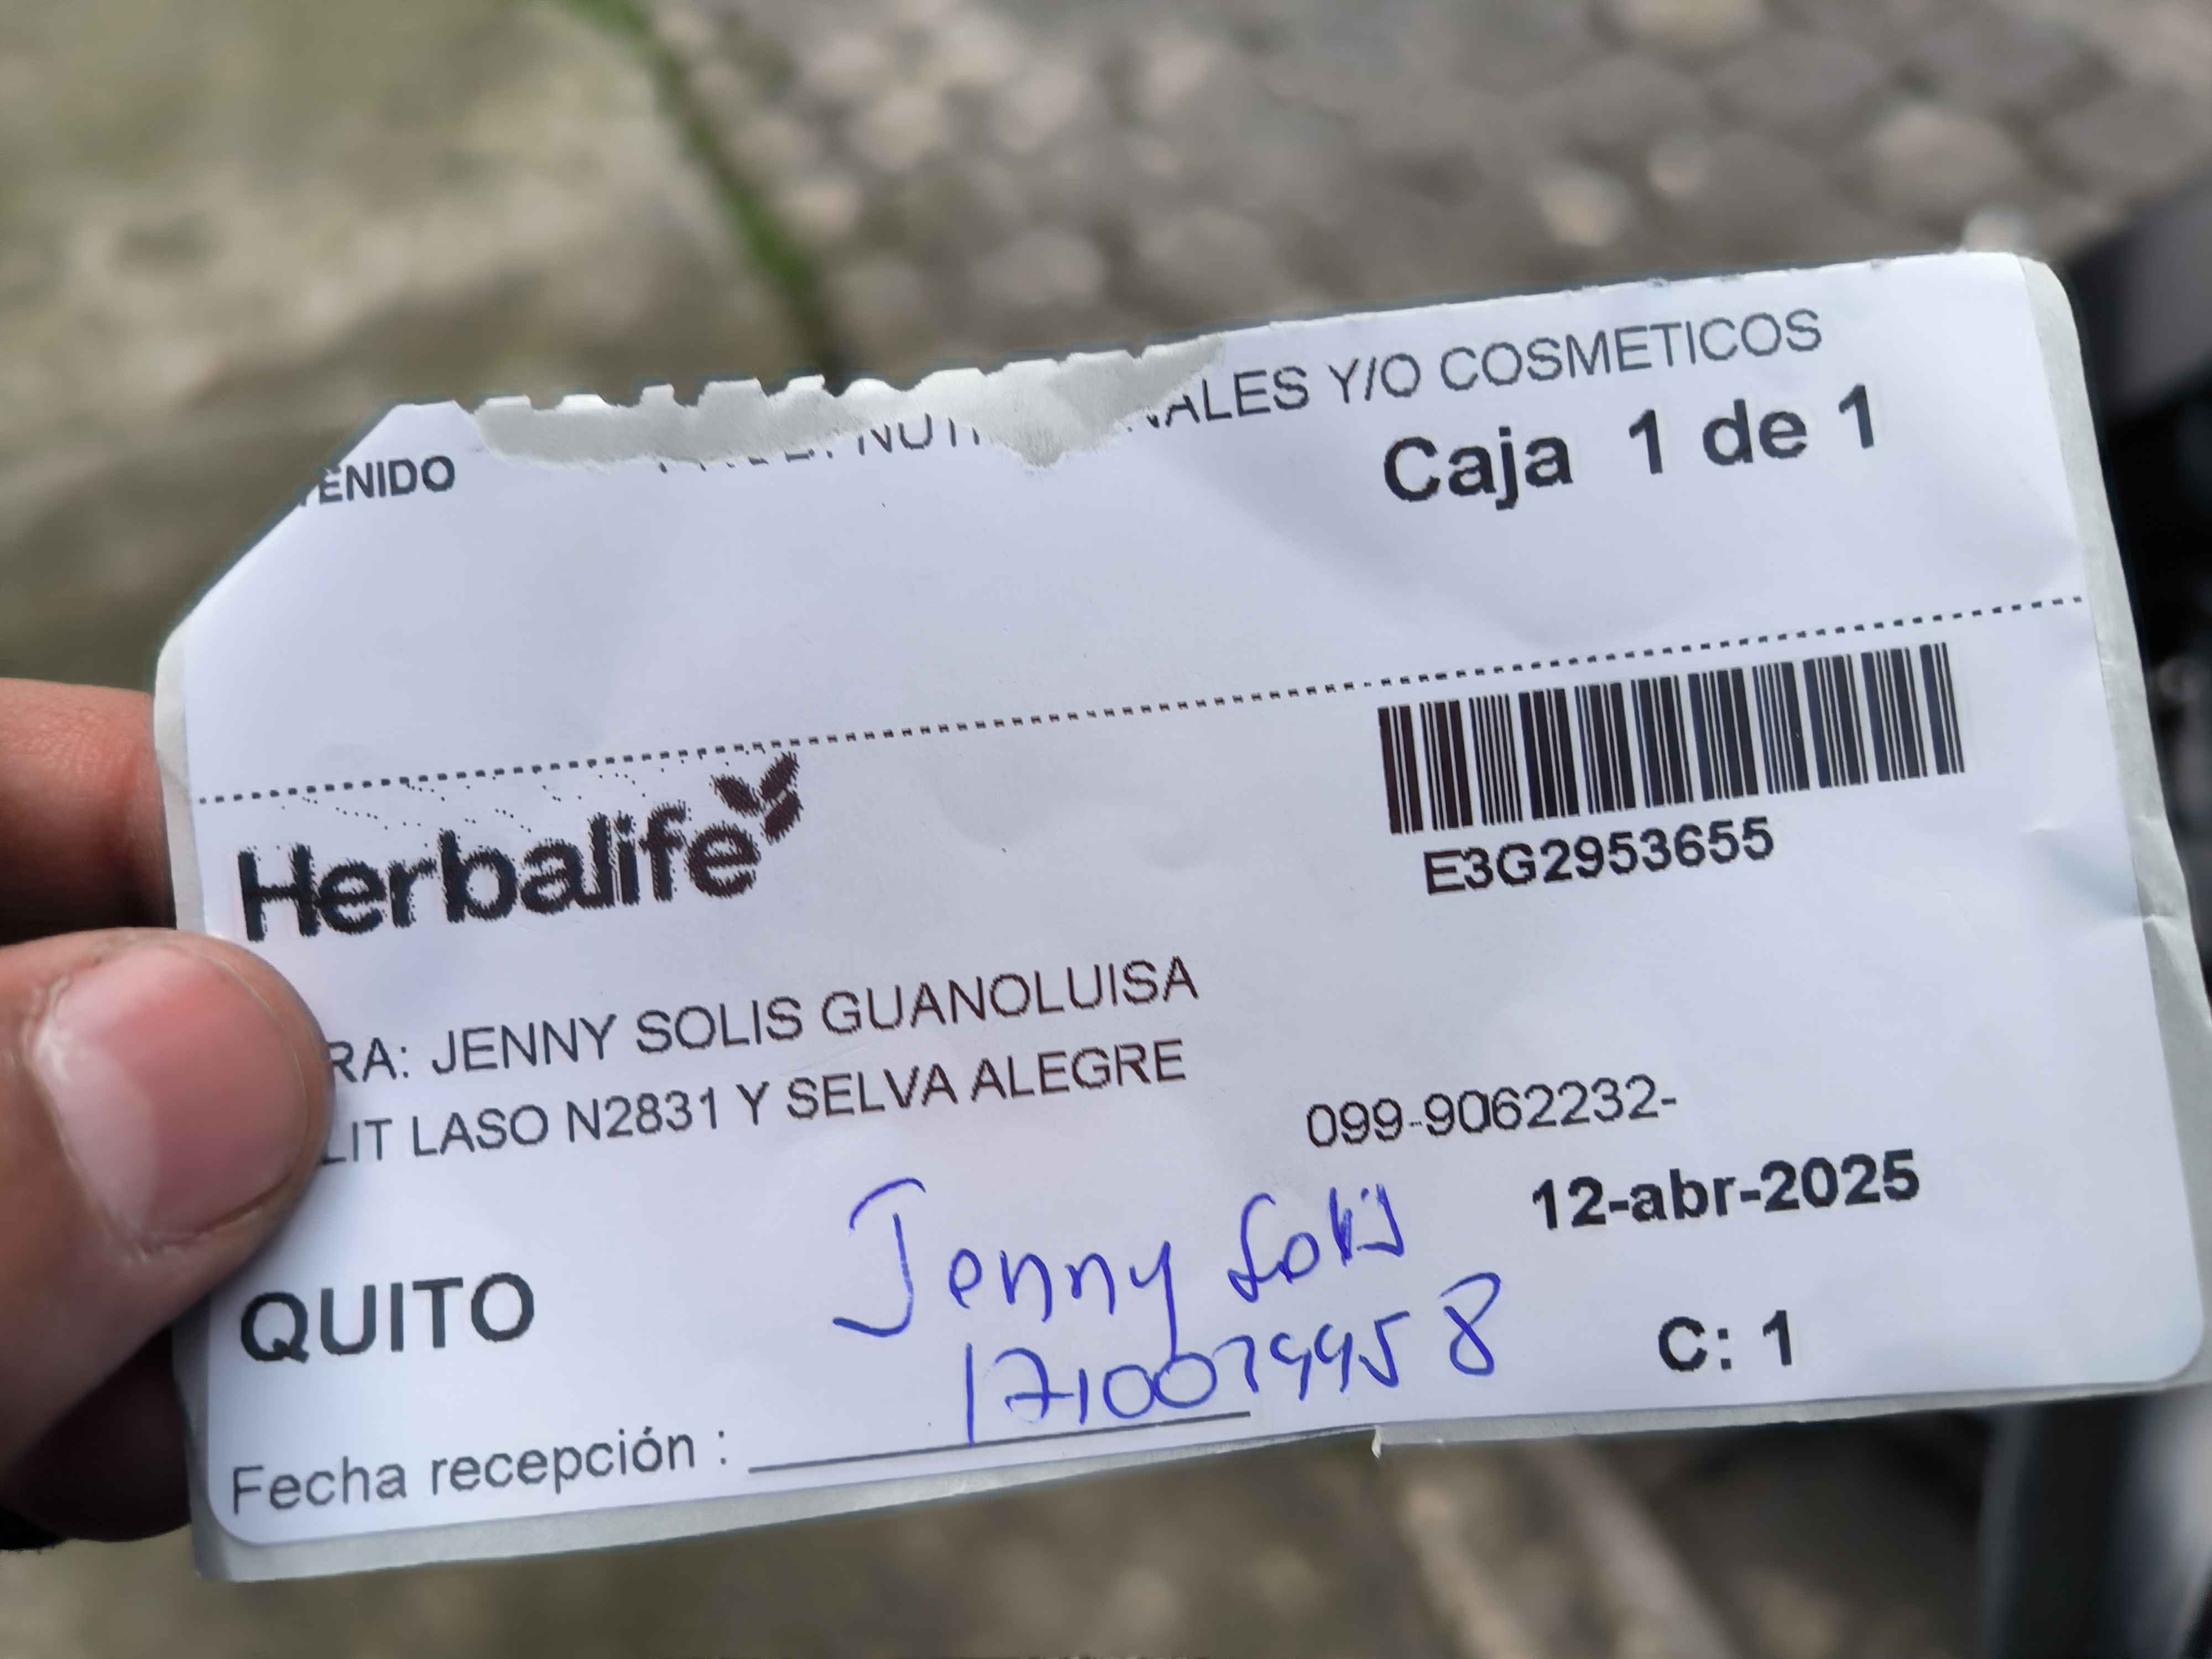 ENIDO
ALES Y/O COSMETICOS
Caja 1 de 1
Herbalife
E3G2953655
RA: JENNY SOLIS GUANOLUISA
LIT LASO N2831 Y SELVA ALEGRE
099-9062232-
12-abr-2025
Jenny Solis
QUITO
C: 1
Fecha recepción :